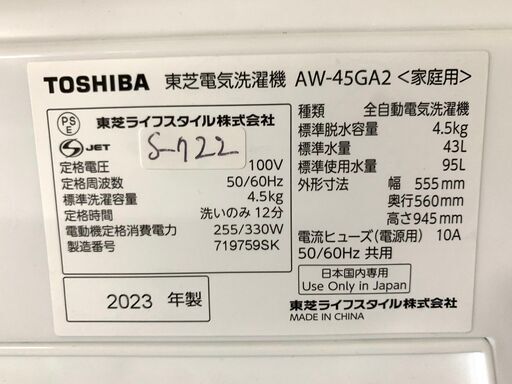 TOSHIBA 東芝電気洗濯機 AW-45GA2 <家庭用>
PS
E
東芝ライフスタイル株式会社
S JET
S-722
定格電圧 100V
定格周波数 50/60Hz
標準洗濯容量 4.5kg
定格時間 洗いのみ 12分
電動機定格消費電力 255/330W
製造番号 719759SK
2023 年製
種類 全自動電気洗濯機
標準脱水容量 4.5kg
標準水量 43L
標準使用水量 95L
外形寸法 幅 555mm
奥行560mm
高さ945mm
電流ヒューズ(電源用) 10A
50/60Hz 共用
日本国内専用
Use Only in Japan
東芝ライフスタイル株式会社
MADE IN CHINA